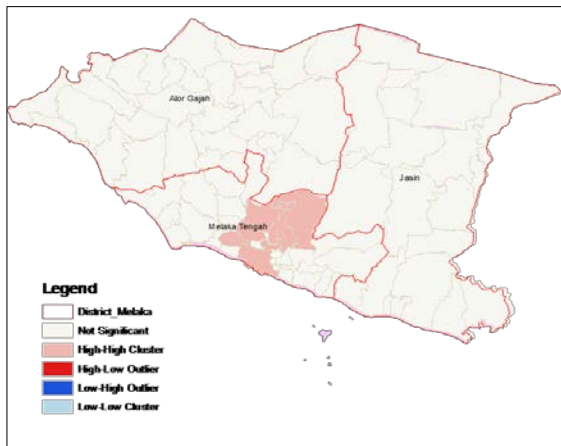 Alor Gajah
Jasin
Melaka Tengah
Legend
District_Melaka
Not Significant
High-High Cluster
High-Low Outlier
Low-High Outlier
Low-Low Cluster